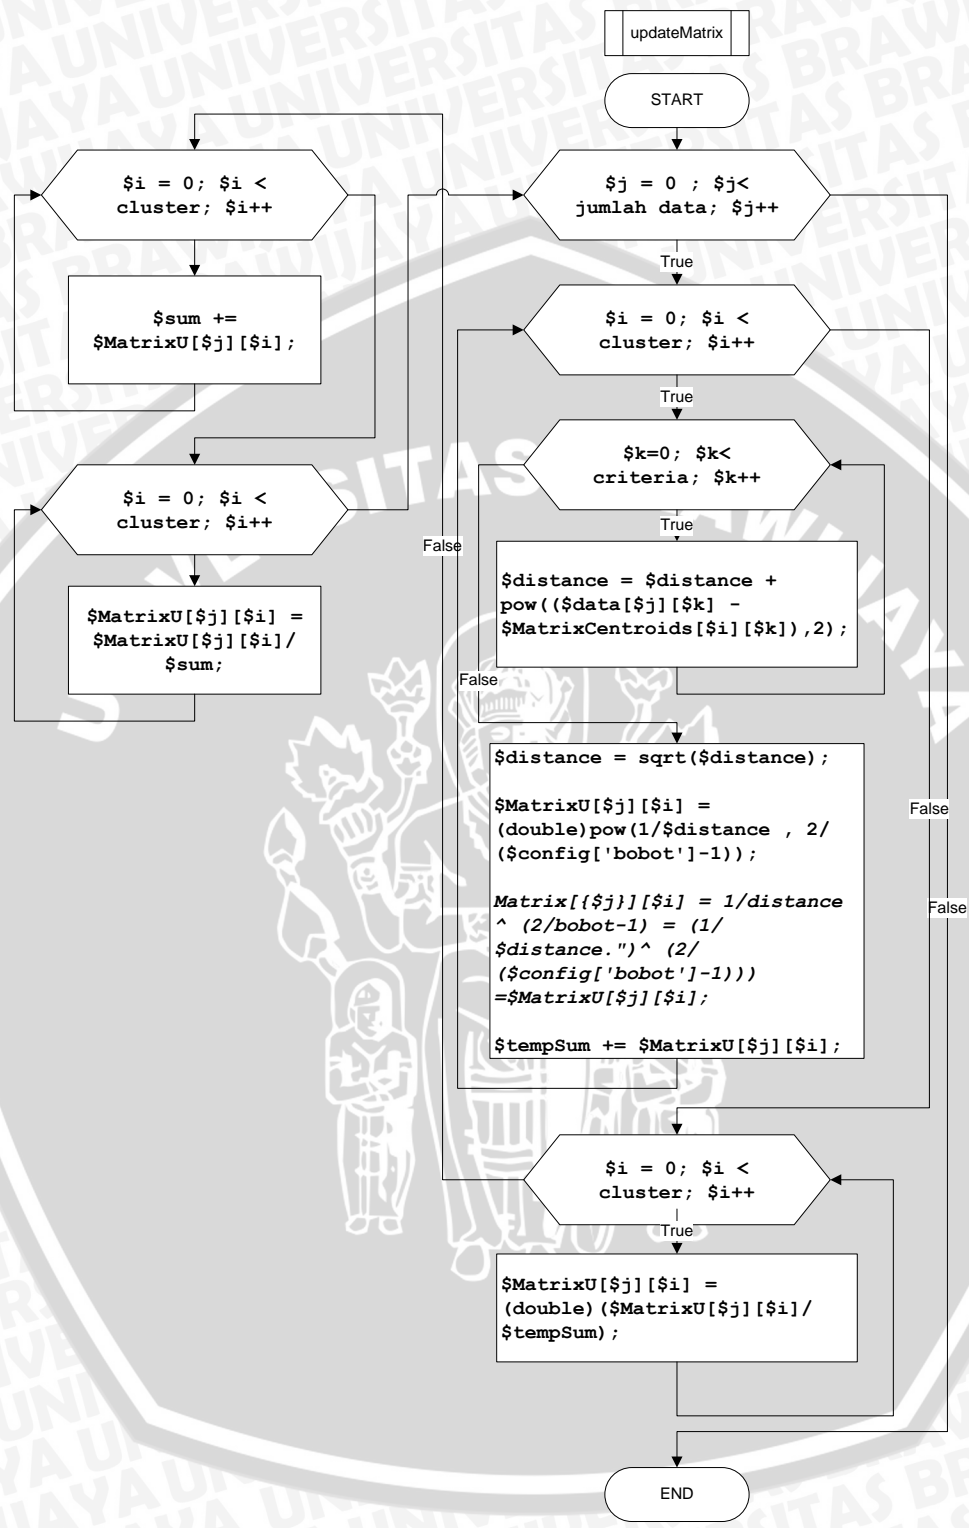 updateMatrix
START
$j = 0 ; $j<
jumlah data; $j++
True
$i = 0; $i <
cluster; $i++
True
$k=0; $k<
criteria; $k++
True
$distance = $distance +
pow(($data[$j][$k] -
$MatrixCentroids[$i][$k]),2);
False
$distance = sqrt($distance);
$MatrixU[$j][$i] =
(double)pow(1/$distance , 2/
($config['bobot']-1));
Matrix[{$j}][$i] = 1/distance
^ (2/bobot-1) = (1/
$distance.")^ (2/
($config['bobot']-1)))
=$MatrixU[$j][$i];
$tempSum += $MatrixU[$j][$i];
False
False
$i = 0; $i <
cluster; $i++
True
$MatrixU[$j][$i] =
(double)($MatrixU[$j][$i]/
$tempSum);
False
$i = 0; $i <
cluster; $i++
$sum +=
$MatrixU[$j][$i];
$i = 0; $i <
cluster; $i++
$MatrixU[$j][$i] =
$MatrixU[$j][$i]/
$sum;
END
UNIVERSITAS BRAWIJAYA